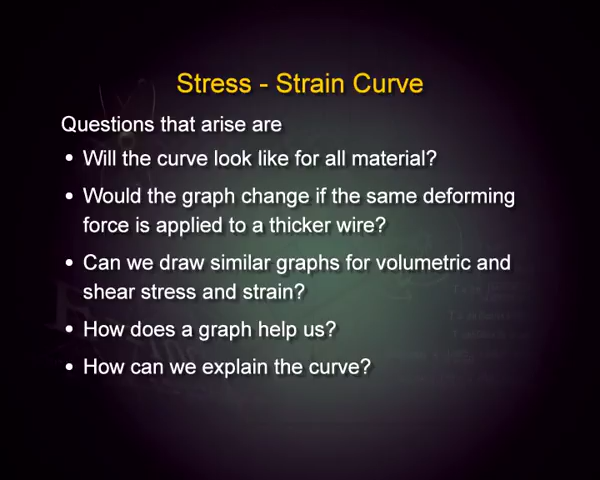 Stress - Strain Curve
Questions that arise are
• Will the curve look like for all material?
• Would the graph change if the same deforming
force is applied to a thicker wire?
• Can we draw similar graphs for volumetric and
shear stress and strain?
• How does a graph help us?
• How can we explain the curve?